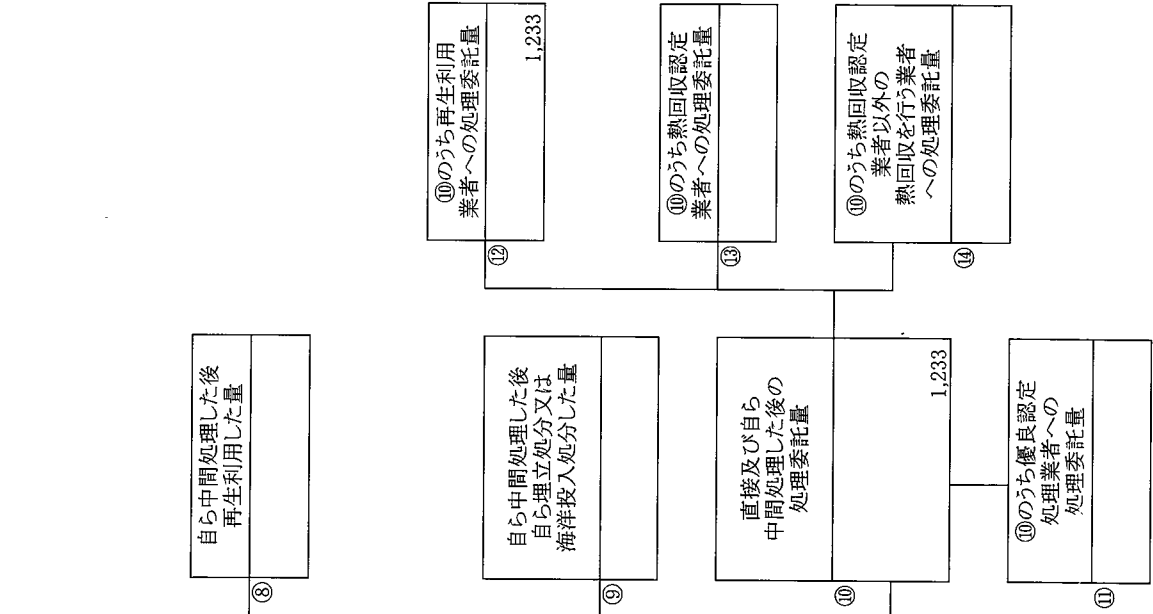 ⑧
自ら中間処理した後
再生利用した量
⑨
自ら中間処理した後
自ら埋立処分又は
海洋投入処分した量
⑩
直接及び自ら
中間処理した後の
処理委託量
1,233
⑪
⑩のうち優良認定
処理業者への
処理委託量
⑫
⑩のうち再生利用
業者への処理委託量
1,233
⑬
⑩のうち熱回収認定
業者への処理委託量
⑭
⑩のうち熱回収認定
業者以外の
熱回収を行う業者
への処理委託量